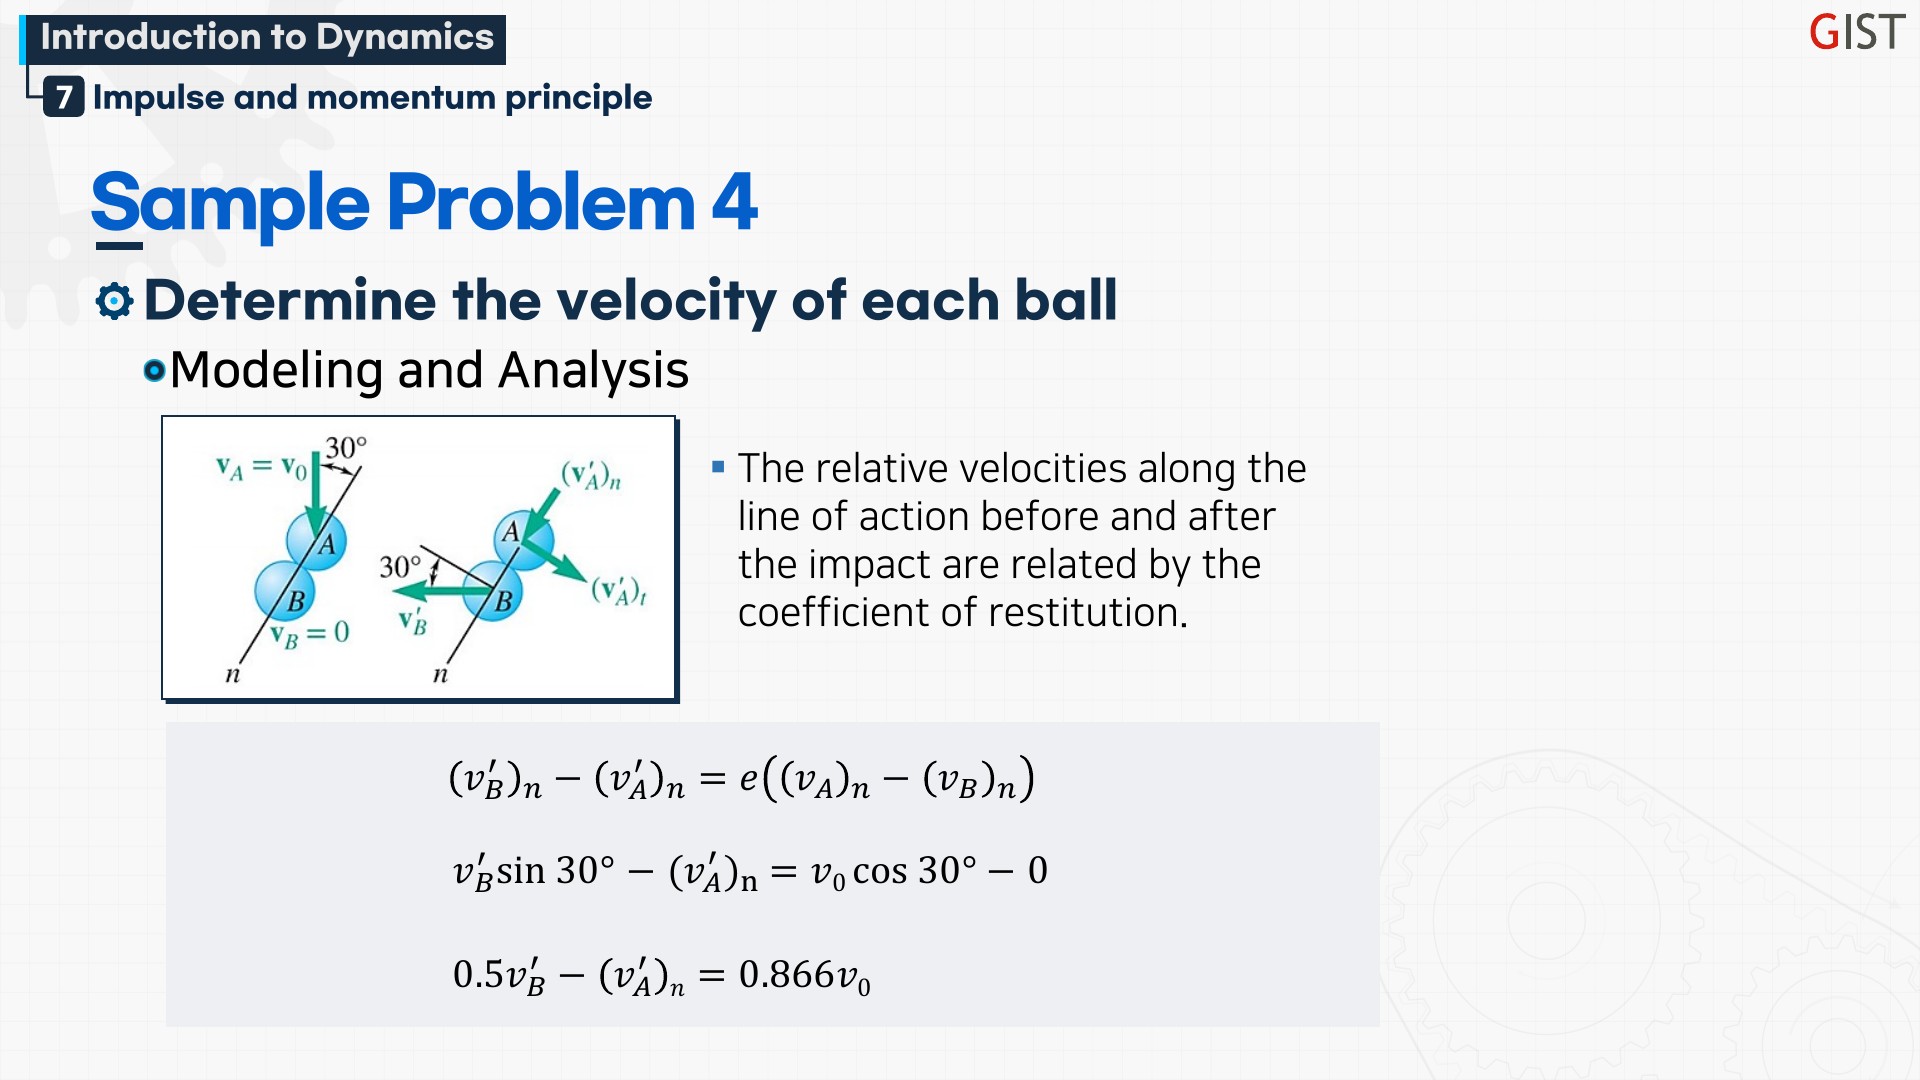 Introduction to Dynamics
GIST
7 Impulse and momentum principle
Sample Problem 4
Determine the velocity of each ball
Modeling and Analysis
v_A = v_0
30°
A
B
v_B = 0
n
(v′_A)_n
A
30°
(v′_A)_t
B
v′_B
n
The relative velocities along the
line of action before and after
the impact are related by the
coefficient of restitution.
(v′_B)_n − (v′_A)_n = e((v_A)_n − (v_B)_n)
v′_B sin 30° − (v′_A)_n = v_0 cos 30° − 0
0.5v′_B − (v′_A)_n = 0.866v_0